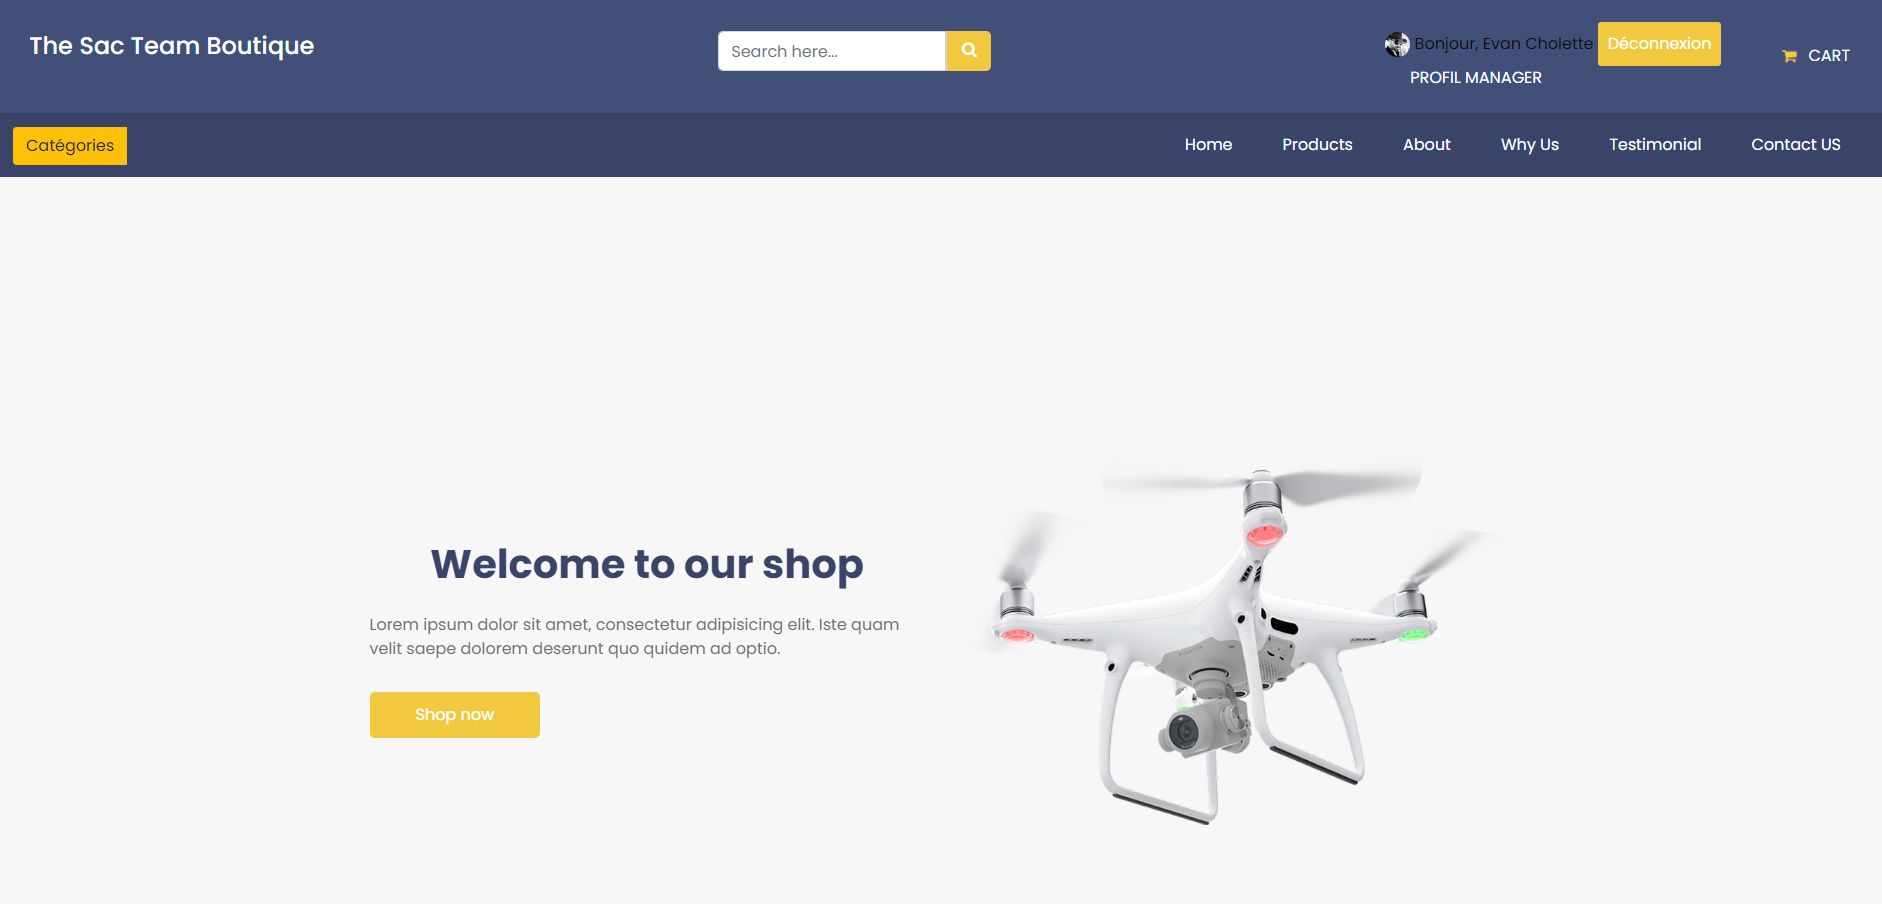 The Sac Team Boutique
Search here...
Bonjour, Evan Cholette
Déconnexion
PROFIL MANAGER
CART
Catégories
Home
Products
About
Why Us
Testimonial
Contact US
Welcome to our shop
Lorem ipsum dolor sit amet, consectetur adipisicing elit. Iste quam
velit saepe dolorem deserunt quo quidem ad optio.
Shop now